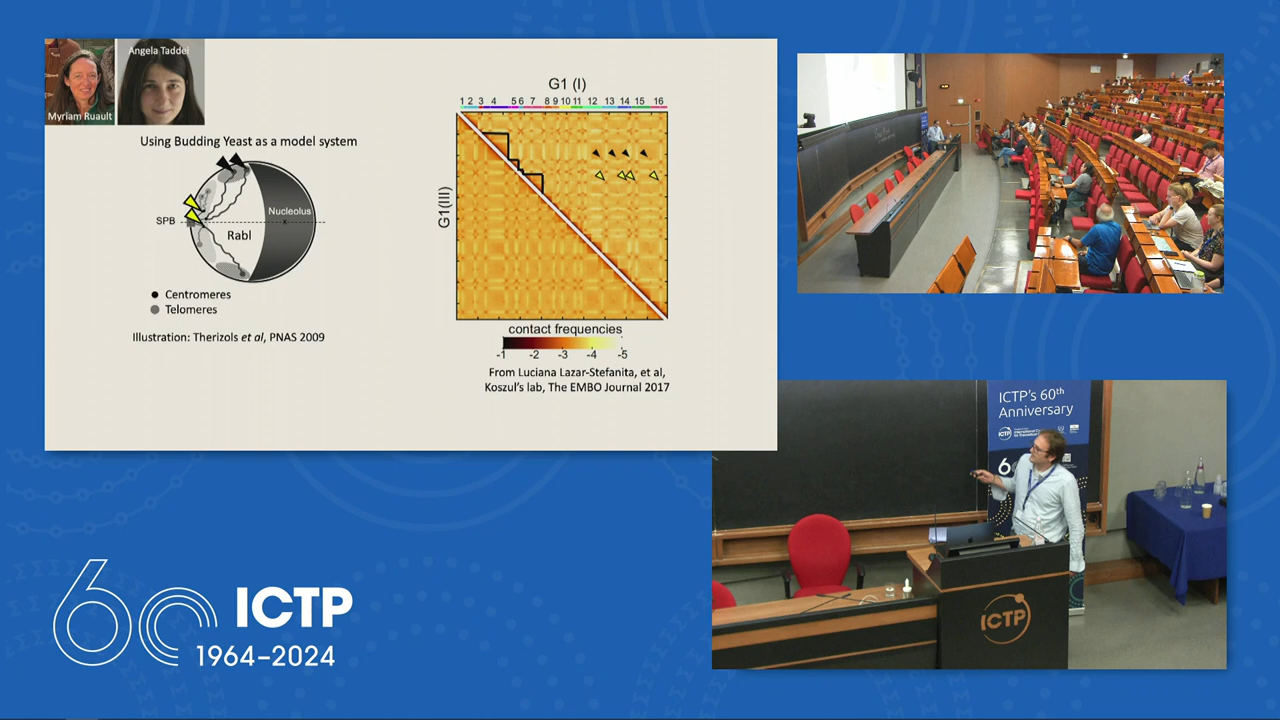 Angela Taddei
Myriam Ruault
Using Budding Yeast as a model system
SPB
Nucleolus
Rabl
Centromeres
Telomeres
Illustration: Therizols et al, PNAS 2009
G1 (I)
1 2 3 4 5 6 7 8 9 10 11 12 13 14 15 16
G1(III)
contact frequencies
-1 -2 -3 -4 -5
From Luciana Lazar-Stefanita, et al,
Koszul's lab, The EMBO Journal 2017
ICTP's 60th
Anniversary
ICTP
6
ICTP
60 ICTP
1964–2024